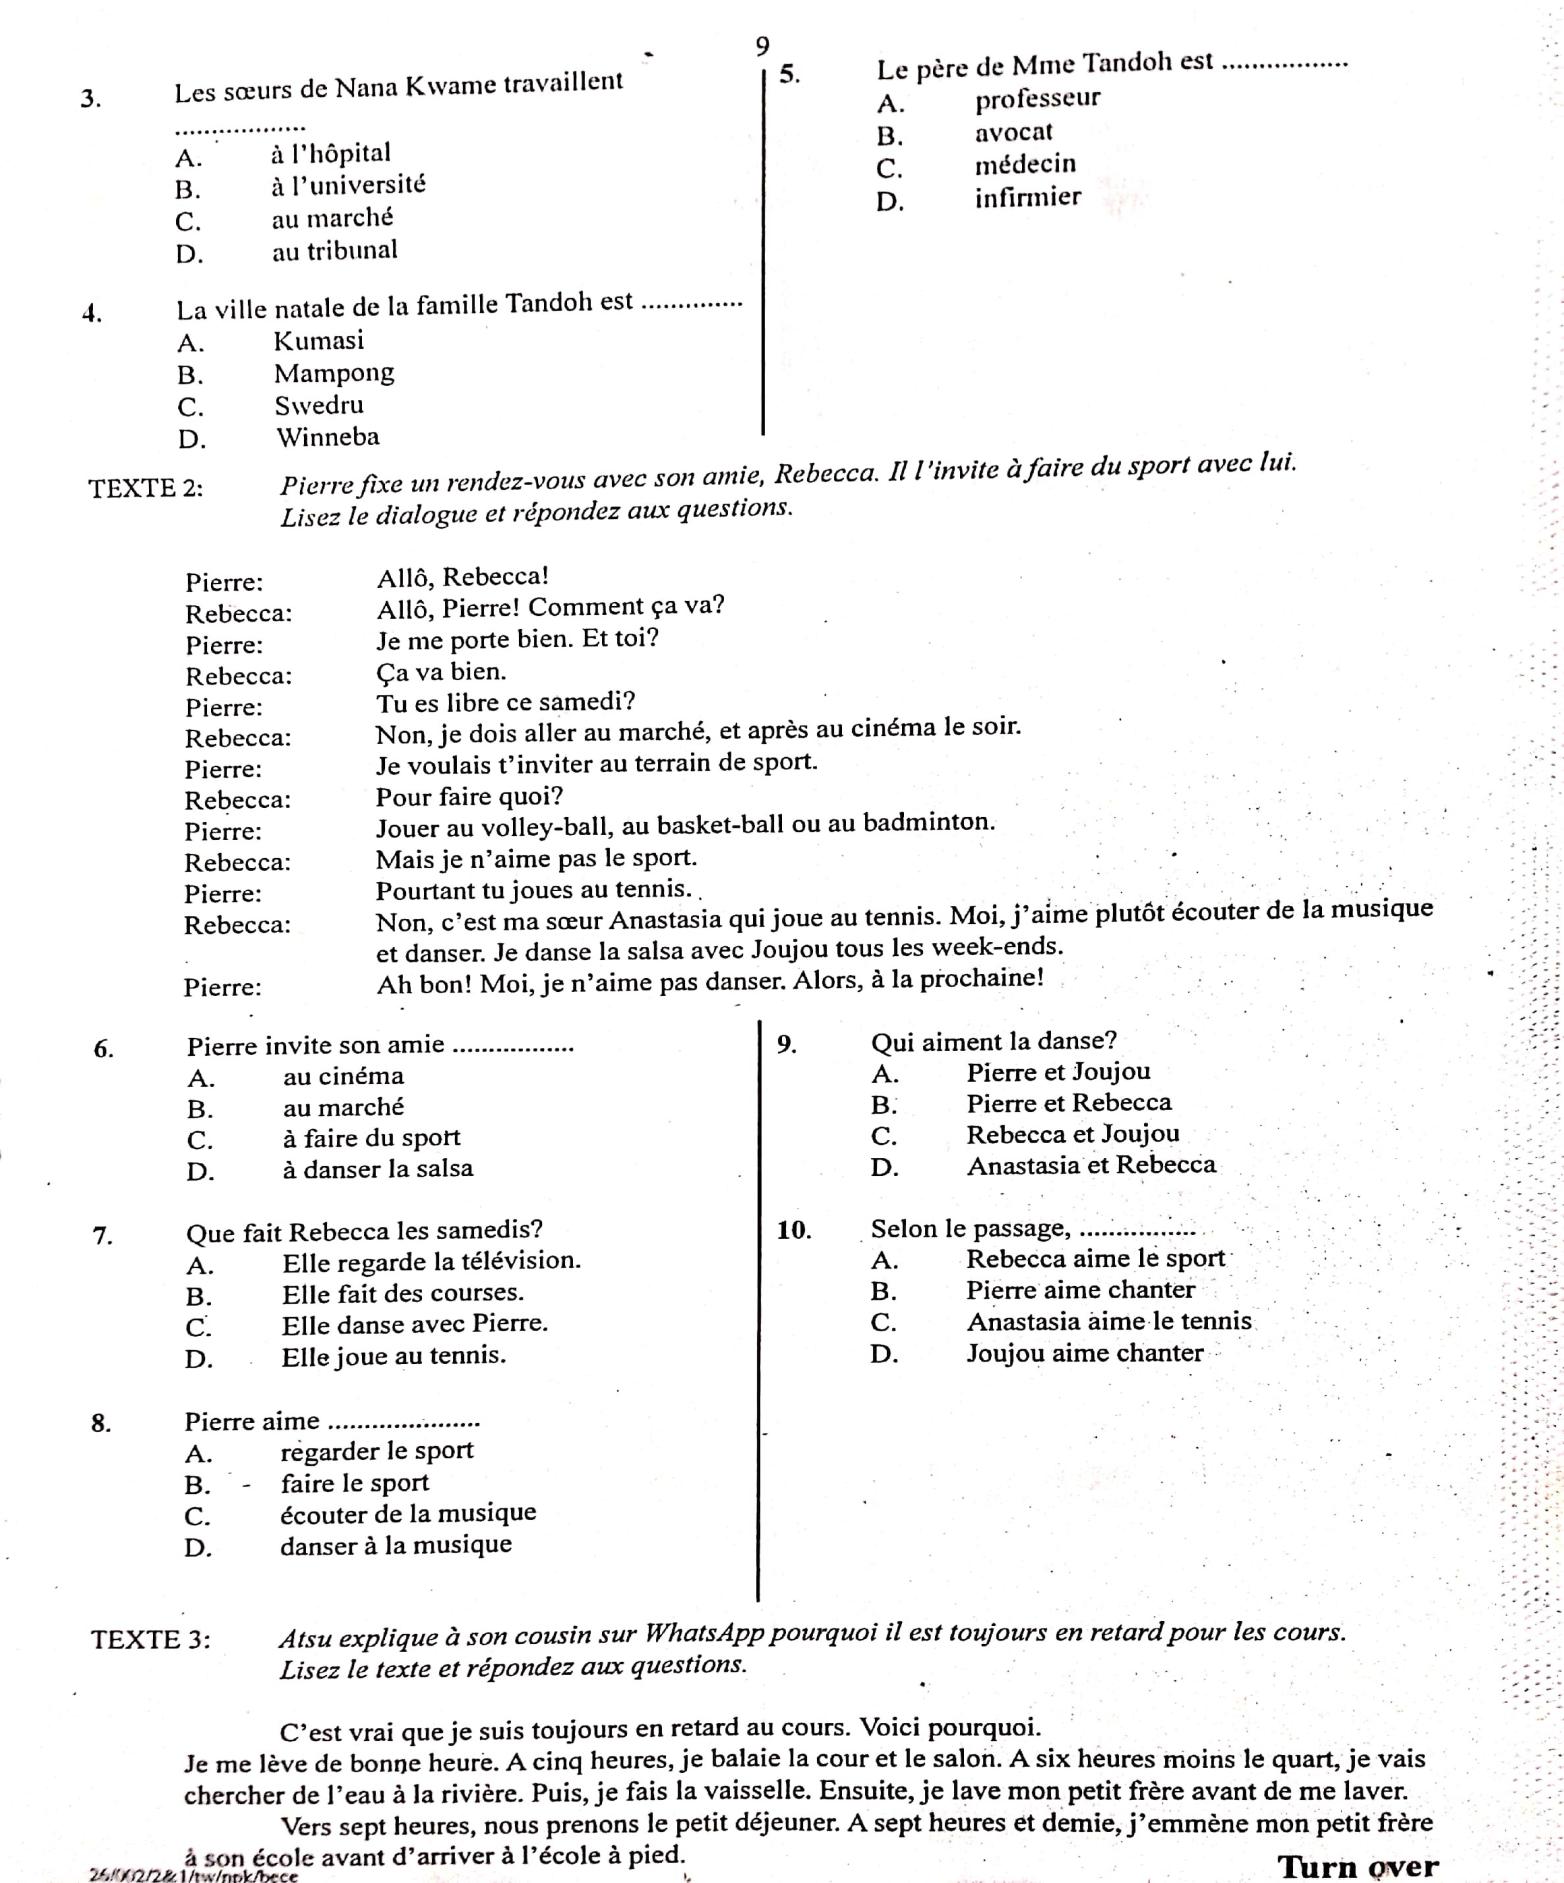 9
3. Les sœurs de Nana Kwame travaillent
...................
A. à l'hôpital
B. à l'université
C. au marché
D. au tribunal
4. La ville natale de la famille Tandoh est ..............
A. Kumasi
B. Mampong
C. Swedru
D. Winneba
5. Le père de Mme Tandoh est .................
A. professeur
B. avocat
C. médecin
D. infirmier
TEXTE 2: Pierre fixe un rendez-vous avec son amie, Rebecca. Il l'invite à faire du sport avec lui.
Lisez le dialogue et répondez aux questions.
Pierre: Allô, Rebecca!
Rebecca: Allô, Pierre! Comment ça va?
Pierre: Je me porte bien. Et toi?
Rebecca: Ça va bien.
Pierre: Tu es libre ce samedi?
Rebecca: Non, je dois aller au marché, et après au cinéma le soir.
Pierre: Je voulais t'inviter au terrain de sport.
Rebecca: Pour faire quoi?
Pierre: Jouer au volley-ball, au basket-ball ou au badminton.
Rebecca: Mais je n'aime pas le sport.
Pierre: Pourtant tu joues au tennis.
Rebecca: Non, c'est ma sœur Anastasia qui joue au tennis. Moi, j'aime plutôt écouter de la musique
et danser. Je danse la salsa avec Joujou tous les week-ends.
Pierre: Ah bon! Moi, je n'aime pas danser. Alors, à la prochaine!
6. Pierre invite son amie .................
A. au cinéma
B. au marché
C. à faire du sport
D. à danser la salsa
7. Que fait Rebecca les samedis?
A. Elle regarde la télévision.
B. Elle fait des courses.
C. Elle danse avec Pierre.
D. Elle joue au tennis.
8. Pierre aime .....................
A. regarder le sport
B. faire le sport
C. écouter de la musique
D. danser à la musique
9. Qui aiment la danse?
A. Pierre et Joujou
B. Pierre et Rebecca
C. Rebecca et Joujou
D. Anastasia et Rebecca
10. Selon le passage, ................
A. Rebecca aime le sport
B. Pierre aime chanter
C. Anastasia aime le tennis
D. Joujou aime chanter
TEXTE 3: Atsu explique à son cousin sur WhatsApp pourquoi il est toujours en retard pour les cours.
Lisez le texte et répondez aux questions.
C'est vrai que je suis toujours en retard au cours. Voici pourquoi.
Je me lève de bonne heure. A cinq heures, je balaie la cour et le salon. A six heures moins le quart, je vais
chercher de l'eau à la rivière. Puis, je fais la vaisselle. Ensuite, je lave mon petit frère avant de me laver.
Vers sept heures, nous prenons le petit déjeuner. A sept heures et demie, j'emmène mon petit frère
à son école avant d'arriver à l'école à pied.
Turn over